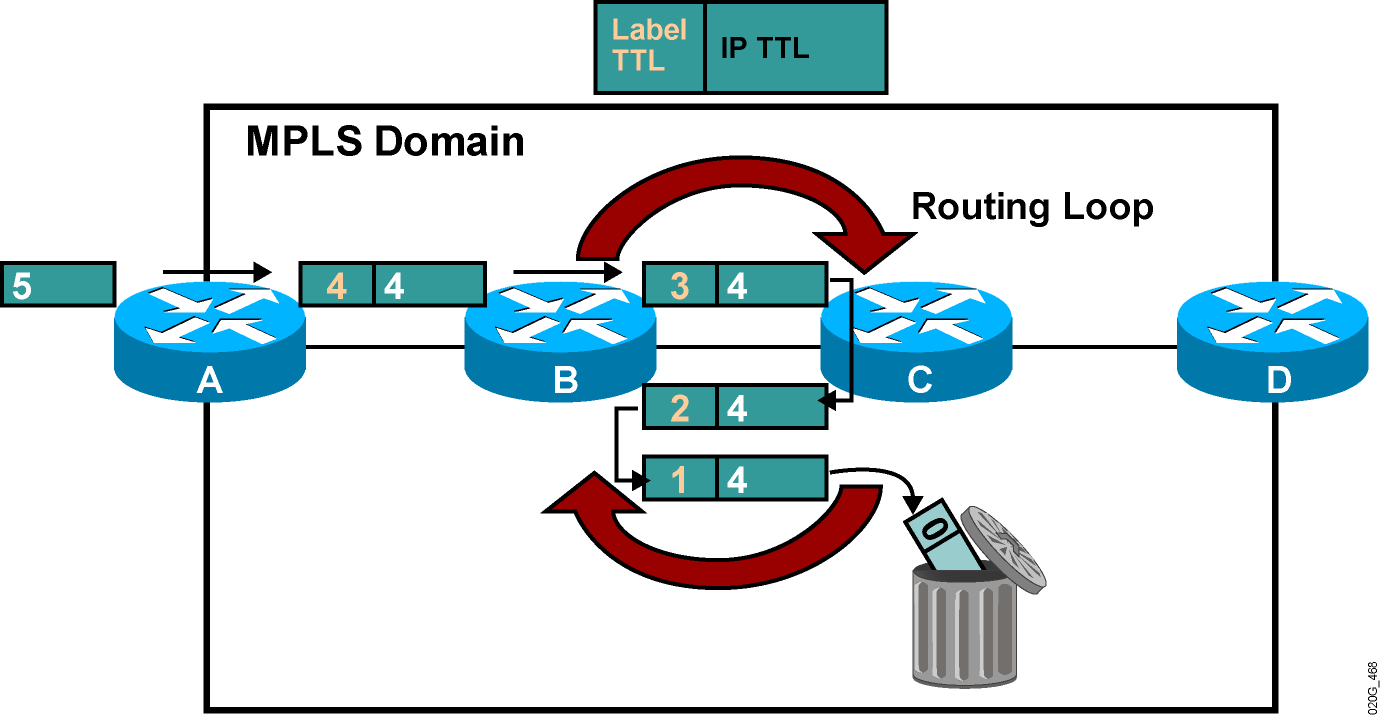 Label
TTL
IP TTL
MPLS Domain
Routing Loop
5
4 4
3 4
A
B
C
D
2 4
1 4
0
020G_468